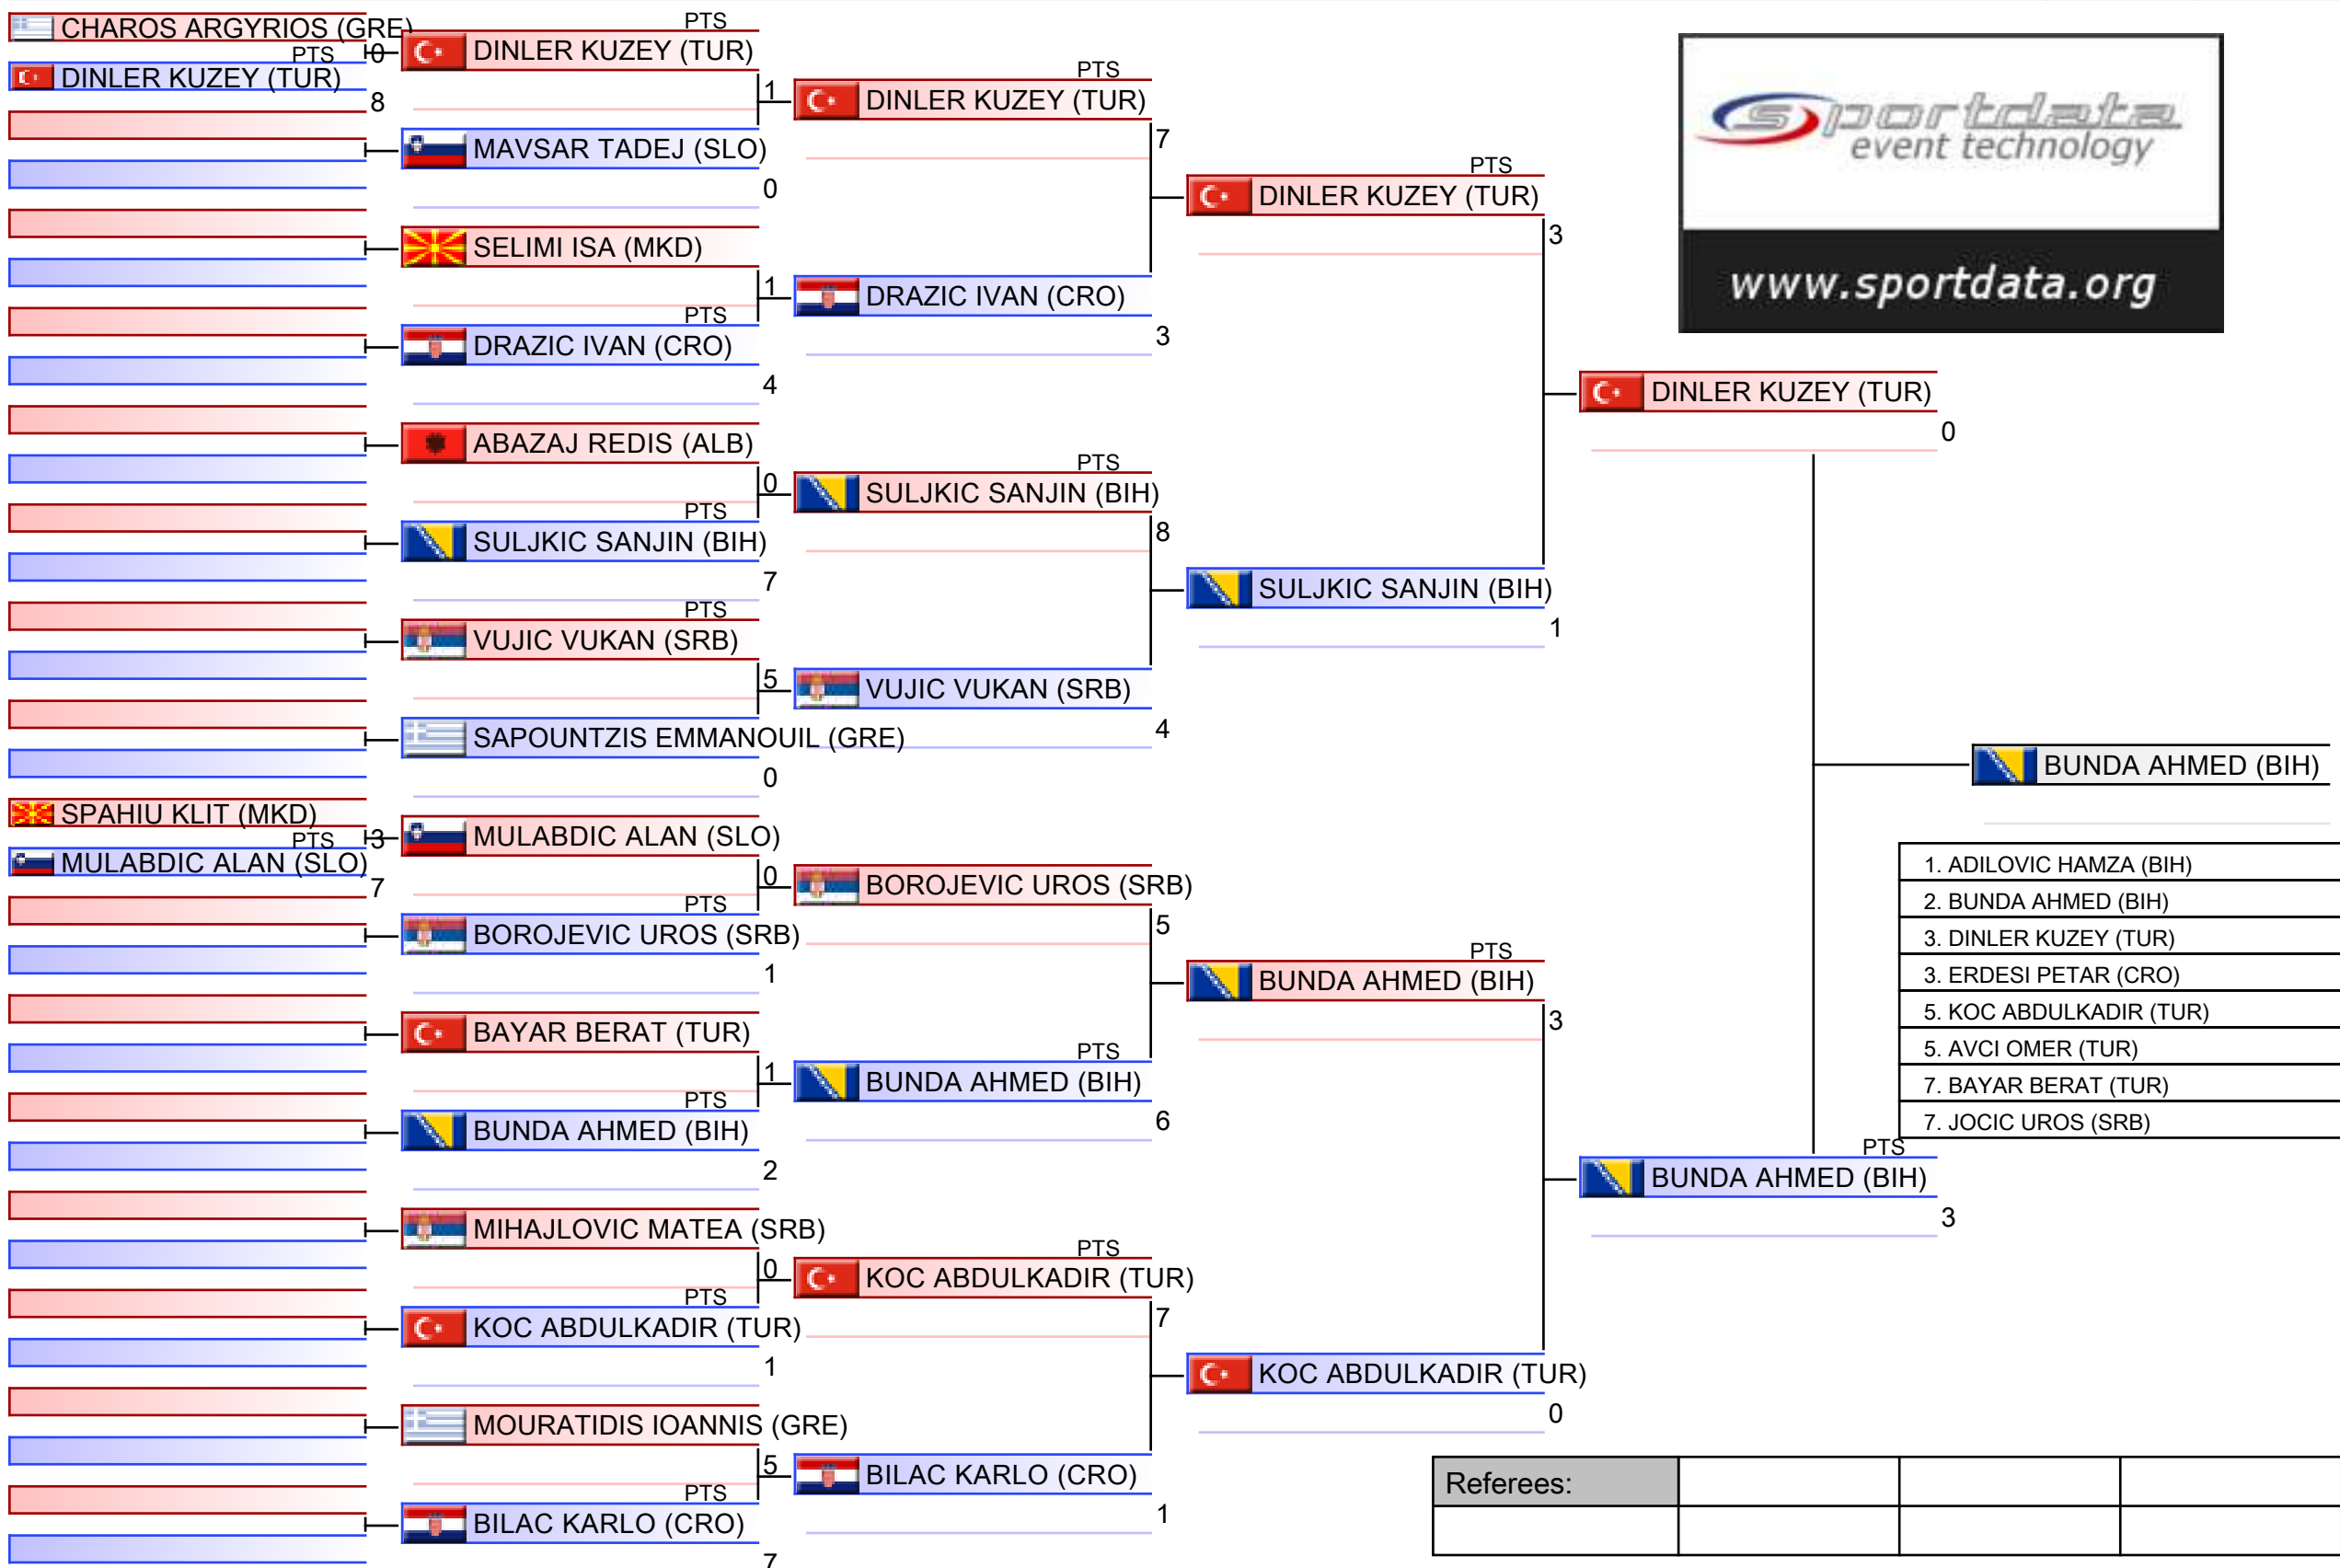 CHAROS ARGYRIOS (GRE)
PTS 0
DINLER KUZEY (TUR)
8
SPAHIU KLIT (MKD)
PTS 3
MULABDIC ALAN (SLO)
7
PTS
DINLER KUZEY (TUR)
1
MAVSAR TADEJ (SLO)
0
SELIMI ISA (MKD)
1
PTS
DRAZIC IVAN (CRO)
4
ABAZAJ REDIS (ALB)
0
PTS
SULJKIC SANJIN (BIH)
7
PTS
VUJIC VUKAN (SRB)
5
SAPOUNTZIS EMMANOUIL (GRE)
0
MULABDIC ALAN (SLO)
0
PTS
BOROJEVIC UROS (SRB)
1
BAYAR BERAT (TUR)
1
PTS
BUNDA AHMED (BIH)
2
MIHAJLOVIC MATEA (SRB)
0
PTS
KOC ABDULKADIR (TUR)
1
MOURATIDIS IOANNIS (GRE)
5
PTS
BILAC KARLO (CRO)
7
PTS
DINLER KUZEY (TUR)
7
DRAZIC IVAN (CRO)
3
PTS
SULJKIC SANJIN (BIH)
8
VUJIC VUKAN (SRB)
4
BOROJEVIC UROS (SRB)
5
PTS
BUNDA AHMED (BIH)
6
PTS
KOC ABDULKADIR (TUR)
7
BILAC KARLO (CRO)
1
PTS
DINLER KUZEY (TUR)
3
SULJKIC SANJIN (BIH)
1
PTS
BUNDA AHMED (BIH)
3
KOC ABDULKADIR (TUR)
0
DINLER KUZEY (TUR)
0
PTS
BUNDA AHMED (BIH)
3
BUNDA AHMED (BIH)
sportdata
event technology
www.sportdata.org
1. ADILOVIC HAMZA (BIH)
2. BUNDA AHMED (BIH)
3. DINLER KUZEY (TUR)
3. ERDESI PETAR (CRO)
5. KOC ABDULKADIR (TUR)
5. AVCI OMER (TUR)
7. BAYAR BERAT (TUR)
7. JOCIC UROS (SRB)
Referees: